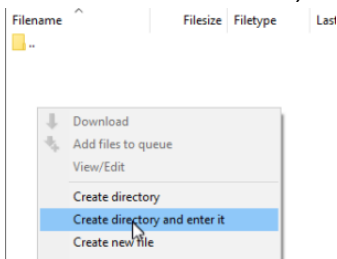 Filename Filesize Filetype Last
..
Download
Add files to queue
View/Edit
Create directory
Create directory and enter it
Create new file